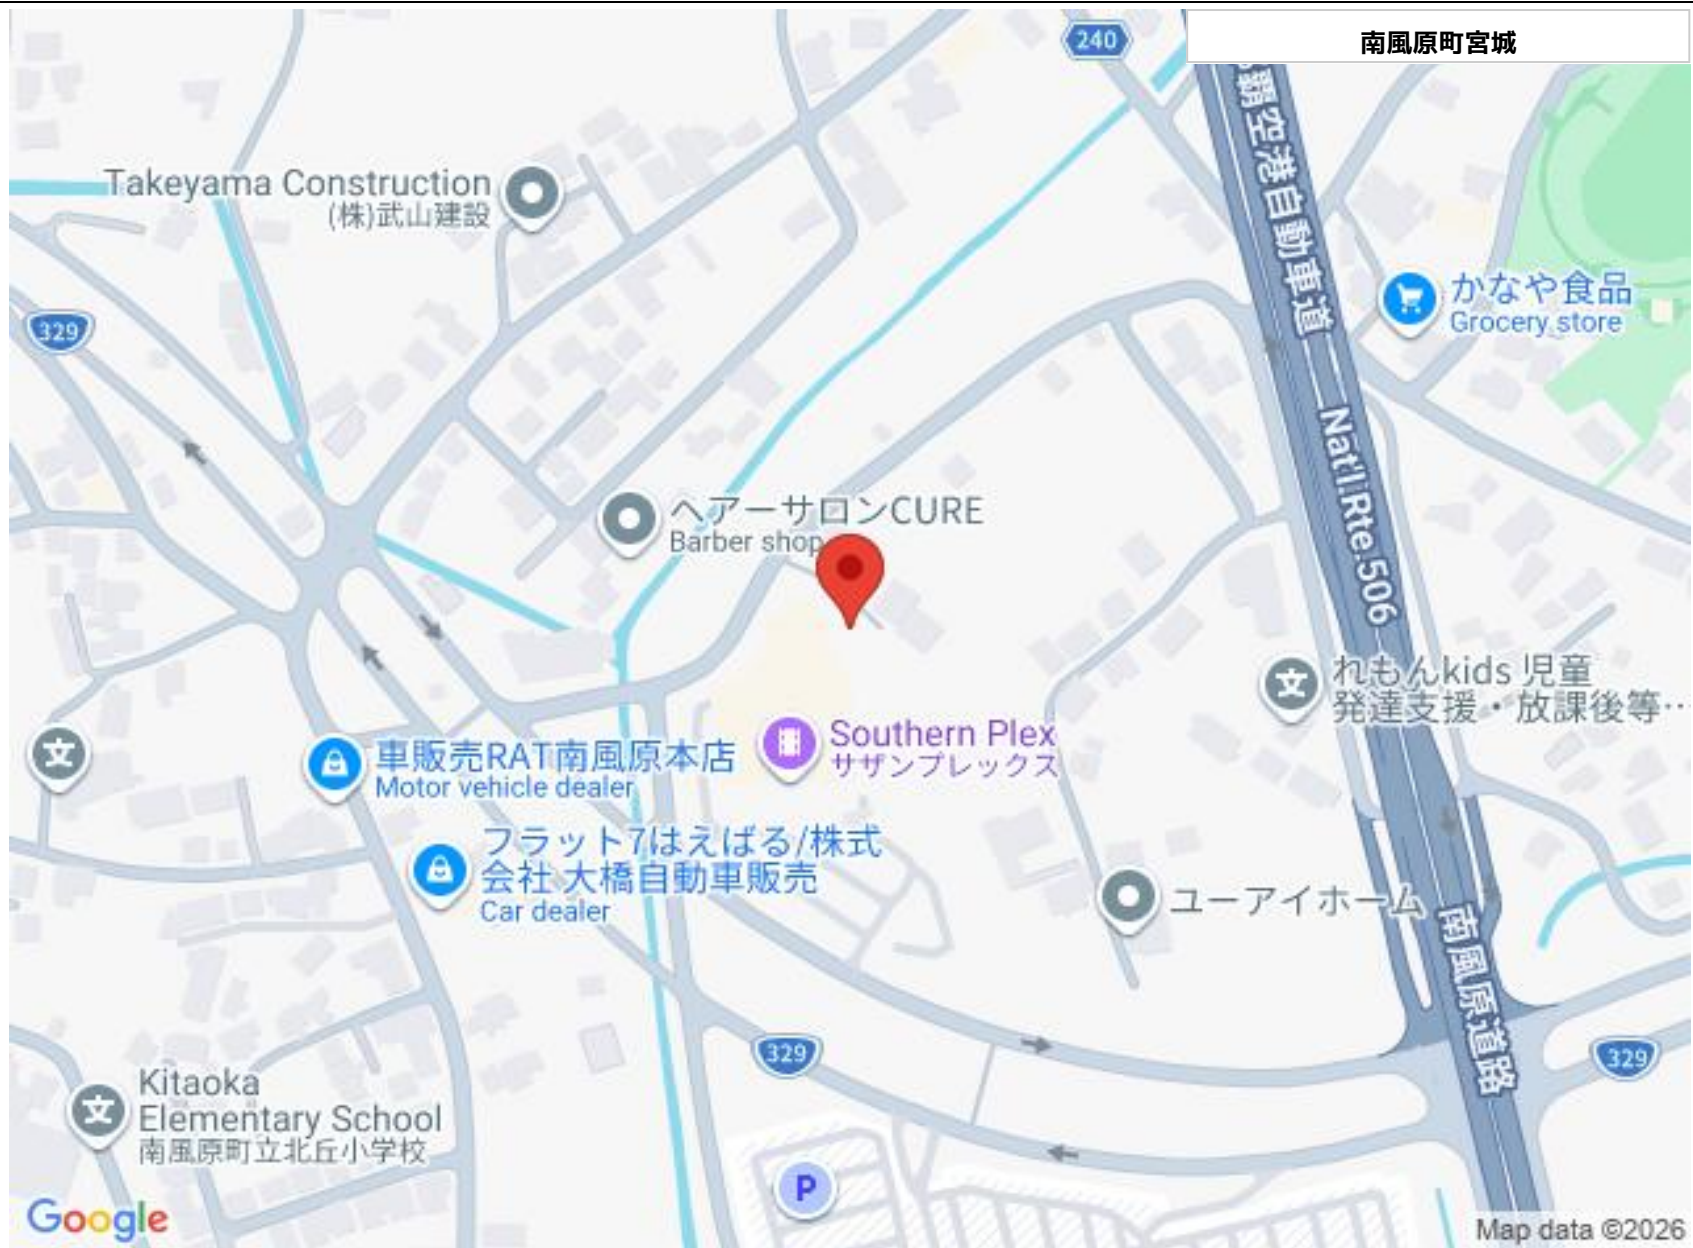 南風原町宮城
240
覇空港自動車道
Takeyama Construction
(株)武山建設
かなや食品
Grocery store
329
Nat'l.Rte.506
ヘアーサロンCURE
Barber shop
れもんkids 児童
発達支援・放課後等…
文
文
Southern Plex
サザンプレックス
車販売RAT南風原本店
Motor vehicle dealer
フラット7はえばる/株式
会社 大橋自動車販売
Car dealer
ユーアイホーム
南風原道路
329
329
Kitaoka
Elementary School
南風原町立北丘小学校
文
P
Google
Map data ©2026